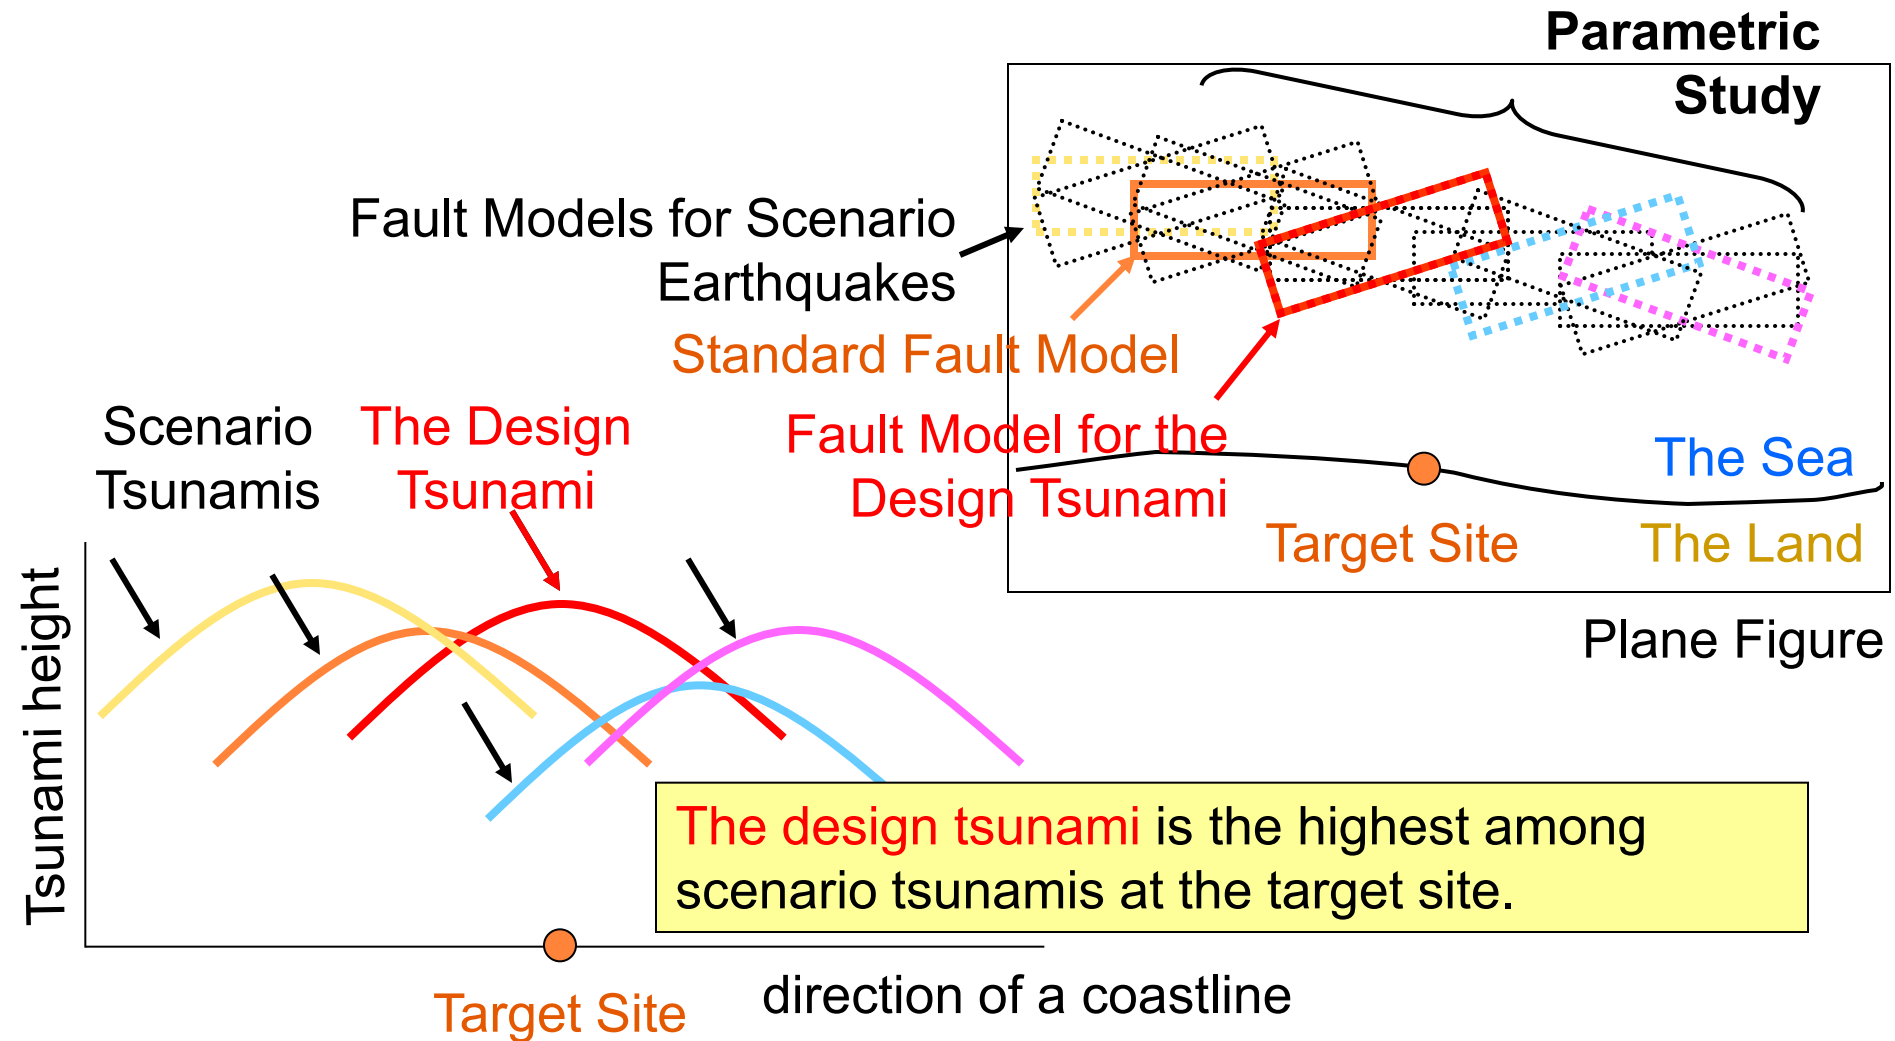 Parametric
Study
Fault Models for Scenario
Earthquakes
Standard Fault Model
Scenario
Tsunamis
The Design
Tsunami
Fault Model for the
Design Tsunami
The Sea
Target Site
The Land
Plane Figure
Tsunami height
The design tsunami is the highest among
scenario tsunamis at the target site.
Target Site
direction of a coastline